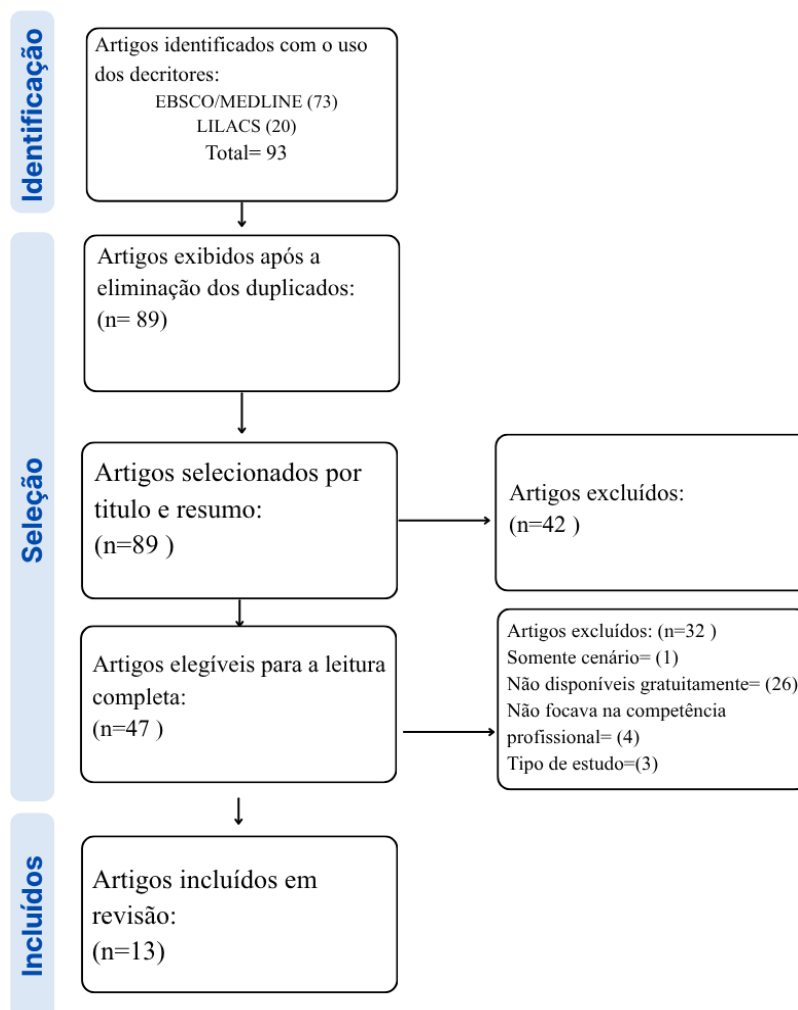 Identificação
Artigos identificados com o uso
dos decritores:
EBSCO/MEDLINE (73)
LILACS (20)
Total= 93
Seleção
Artigos exibidos após a
eliminação dos duplicados:
(n= 89)
Artigos selecionados por
titulo e resumo:
(n=89 )
Artigos excluídos:
(n=42 )
Artigos elegíveis para a leitura
completa:
(n=47 )
Artigos excluídos: (n=32 )
Somente cenário= (1)
Não disponíveis gratuitamente= (26)
Não focava na competência
profissional= (4)
Tipo de estudo=(3)
Incluídos
Artigos incluídos em
revisão:
(n=13)